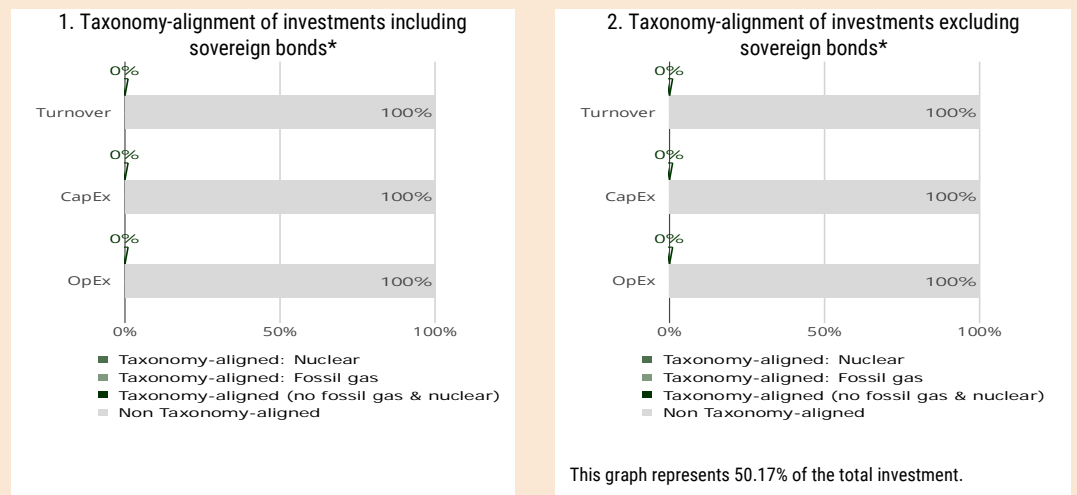 1. Taxonomy-alignment of investments including
sovereign bonds*
0%
Turnover 100%
0%
CapEx 100%
0%
OpEx 100%
0% 50% 100%
Taxonomy-aligned: Nuclear
Taxonomy-aligned: Fossil gas
Taxonomy-aligned (no fossil gas & nuclear)
Non Taxonomy-aligned
2. Taxonomy-alignment of investments excluding
sovereign bonds*
0%
Turnover 100%
0%
CapEx 100%
0%
OpEx 100%
0% 50% 100%
Taxonomy-aligned: Nuclear
Taxonomy-aligned: Fossil gas
Taxonomy-aligned (no fossil gas & nuclear)
Non Taxonomy-aligned
This graph represents 50.17% of the total investment.